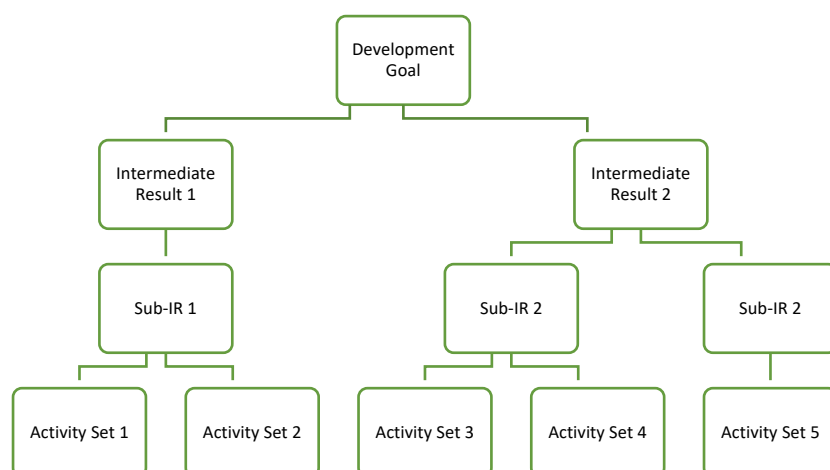 Development
Goal
Intermediate
Result 1
Intermediate
Result 2
Sub-IR 1
Sub-IR 2
Sub-IR 2
Activity Set 1
Activity Set 2
Activity Set 3
Activity Set 4
Activity Set 5